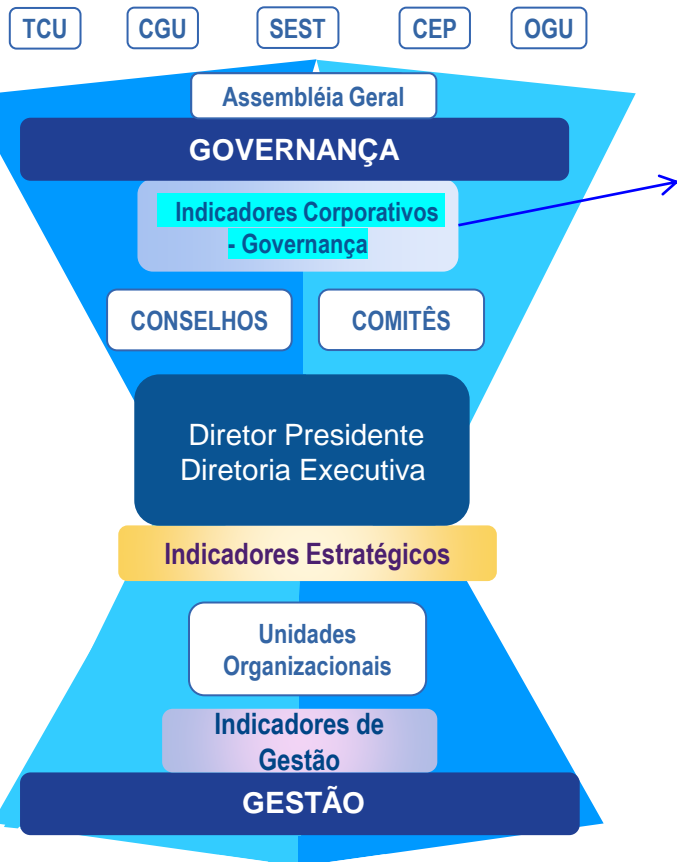 TCU CGU SEST CEP OGU
Assembléia Geral
GOVERNANÇA
Indicadores Corporativos
- Governança
CONSELHOS COMITÊS
Diretor Presidente
Diretoria Executiva
Indicadores Estratégicos
Unidades
Organizacionais
Indicadores de
Gestão
GESTÃO